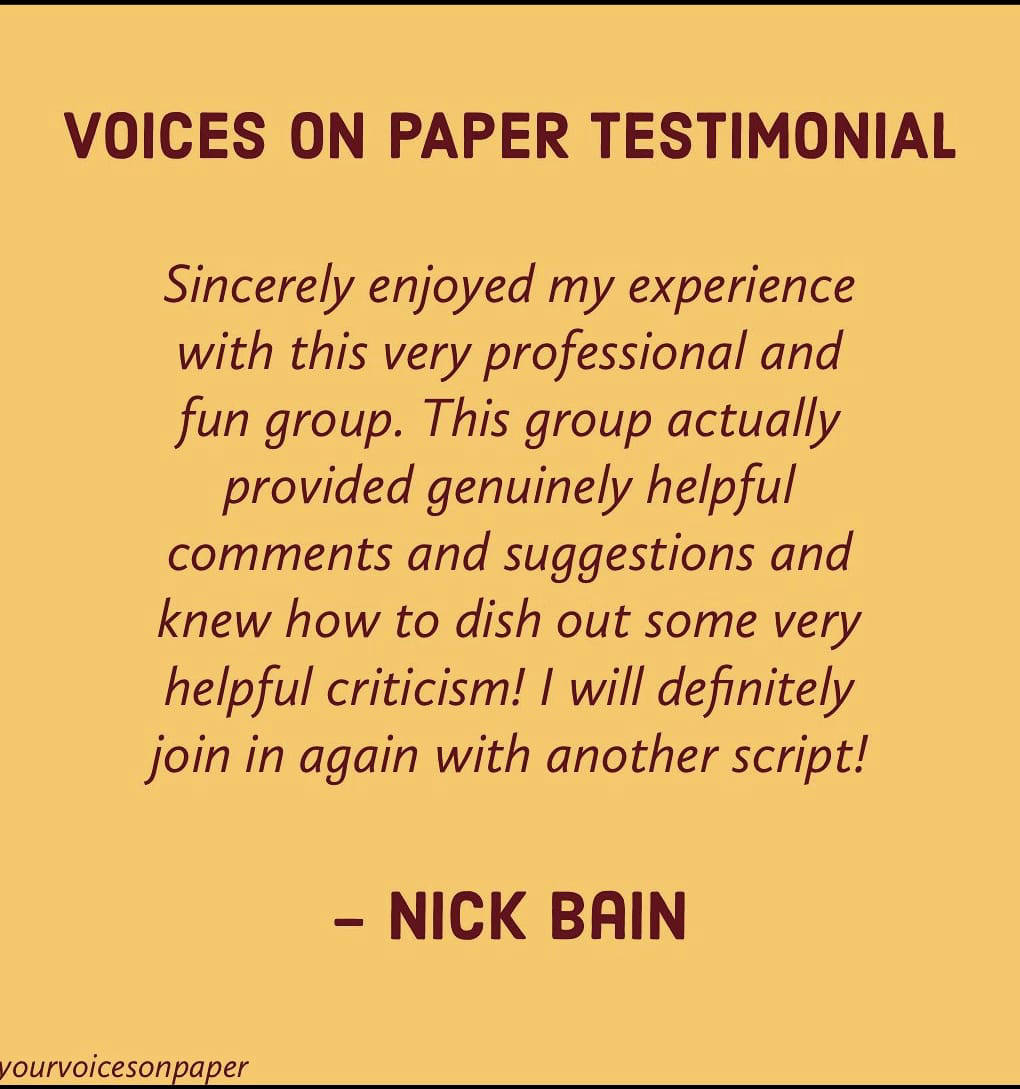 VOICES ON PAPER TESTIMONIAL
Sincerely enjoyed my experience
with this very professional and
fun group. This group actually
provided genuinely helpful
comments and suggestions and
knew how to dish out some very
helpful criticism! I will definitely
join in again with another script!
– NICK BAIN
yourvoicesonpaper